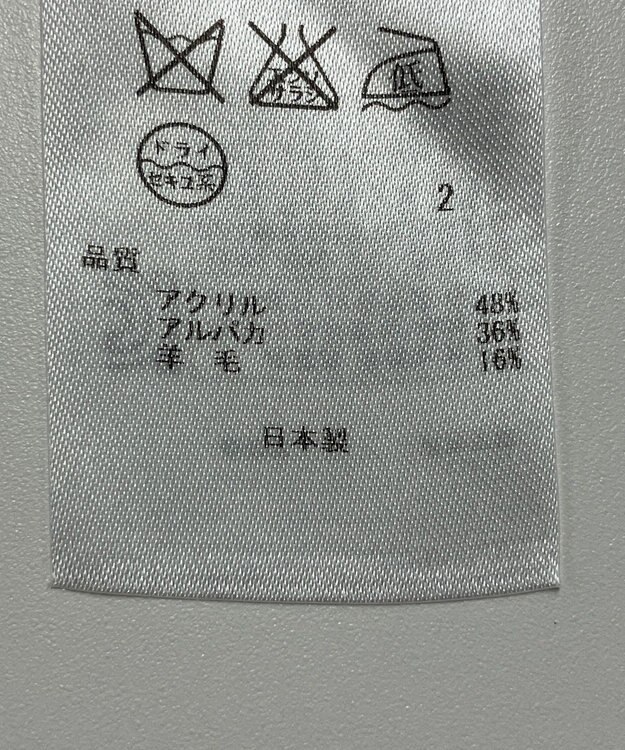 エンソ
サラシ
低
ドライ
セキユ系
2
品質
アクリル 48%
アルパカ 36%
羊 毛 16%
日本製